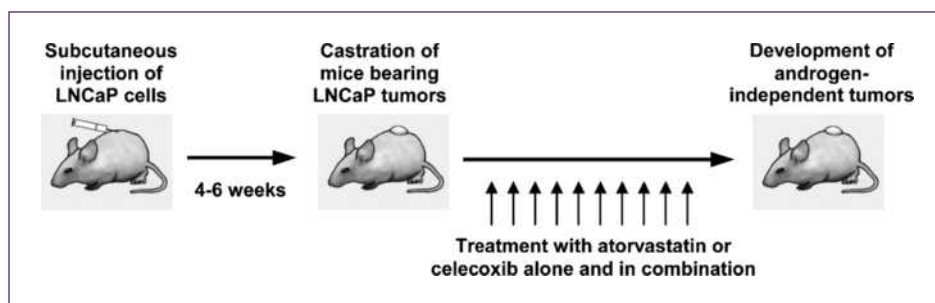 Subcutaneous
injection of
LNCaP cells
4-6 weeks
Castration of
mice bearing
LNCaP tumors
Treatment with atorvastatin or
celecoxib alone and in combination
Development of
androgen-
independent tumors